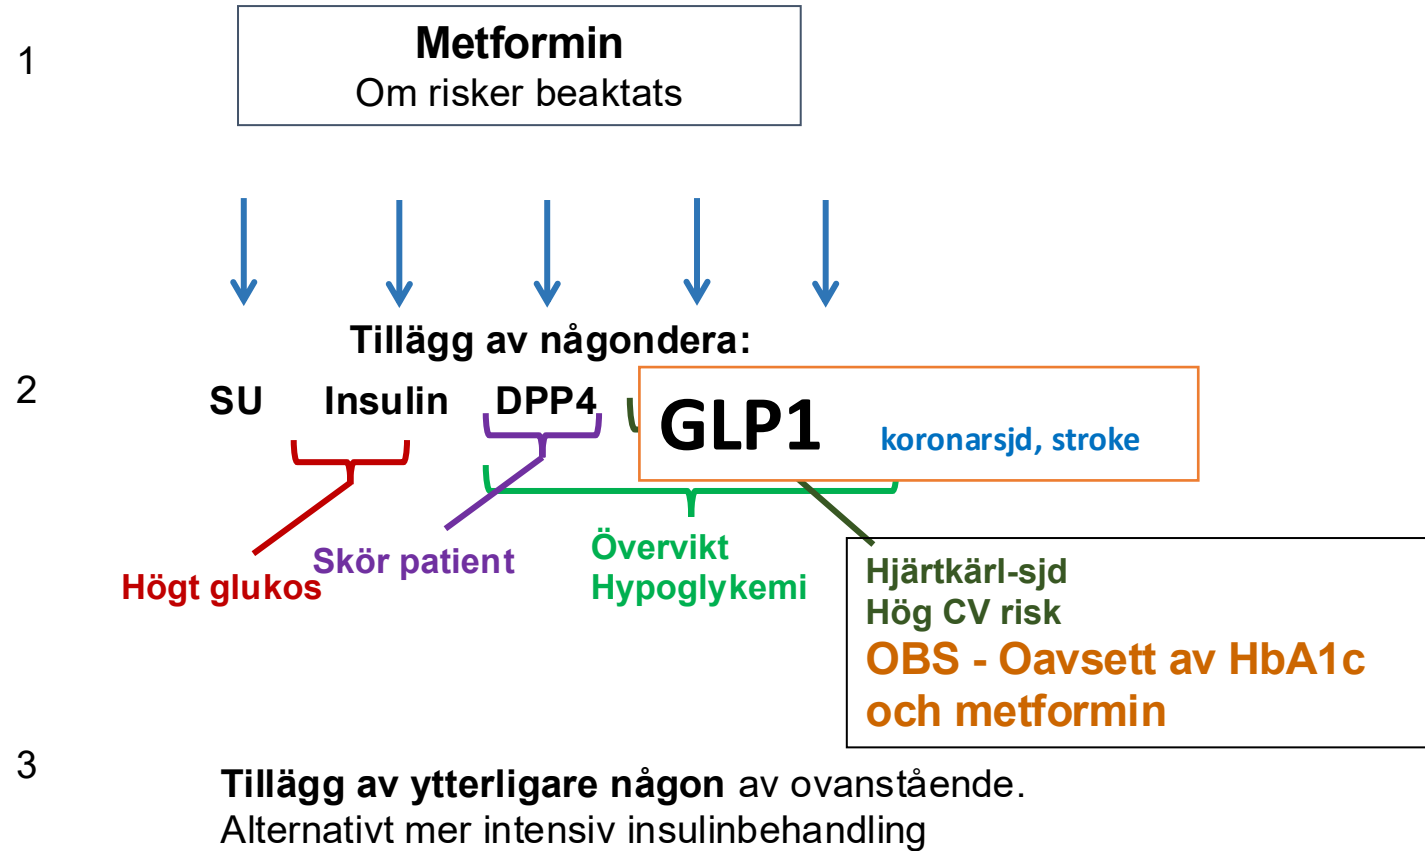 1
Metformin
Om risker beaktats
Tillägg av någondera:
2
SU Insulin DPP4 GLP1 koronarsjd, stroke
Högt glukos
Skör patient
Övervikt
Hypoglykemi
Hjärtkärl-sjd
Hög CV risk
OBS - Oavsett av HbA1c
och metformin
3
Tillägg av ytterligare någon av ovanstående.
Alternativt mer intensiv insulinbehandling